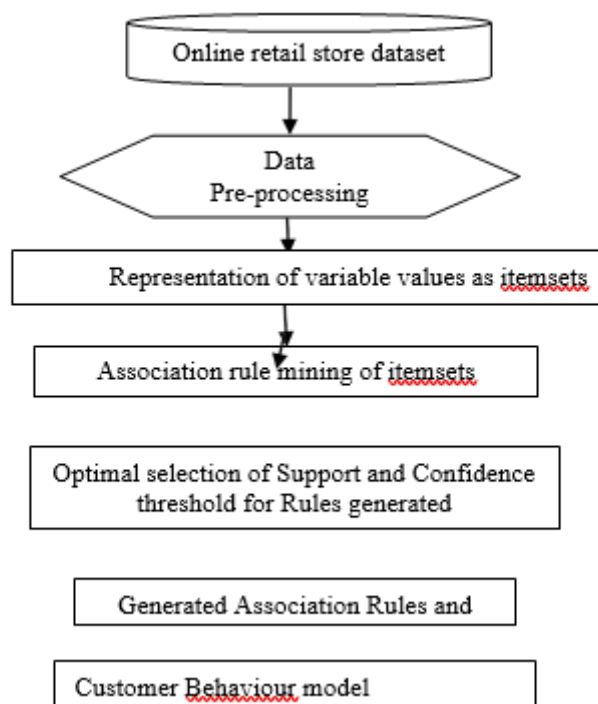 Online retail store dataset
Data
Pre-processing
Representation of variable values as itemsets
Association rule mining of itemsets
Optimal selection of Support and Confidence
threshold for Rules generated
Generated Association Rules and
Customer Behaviour model